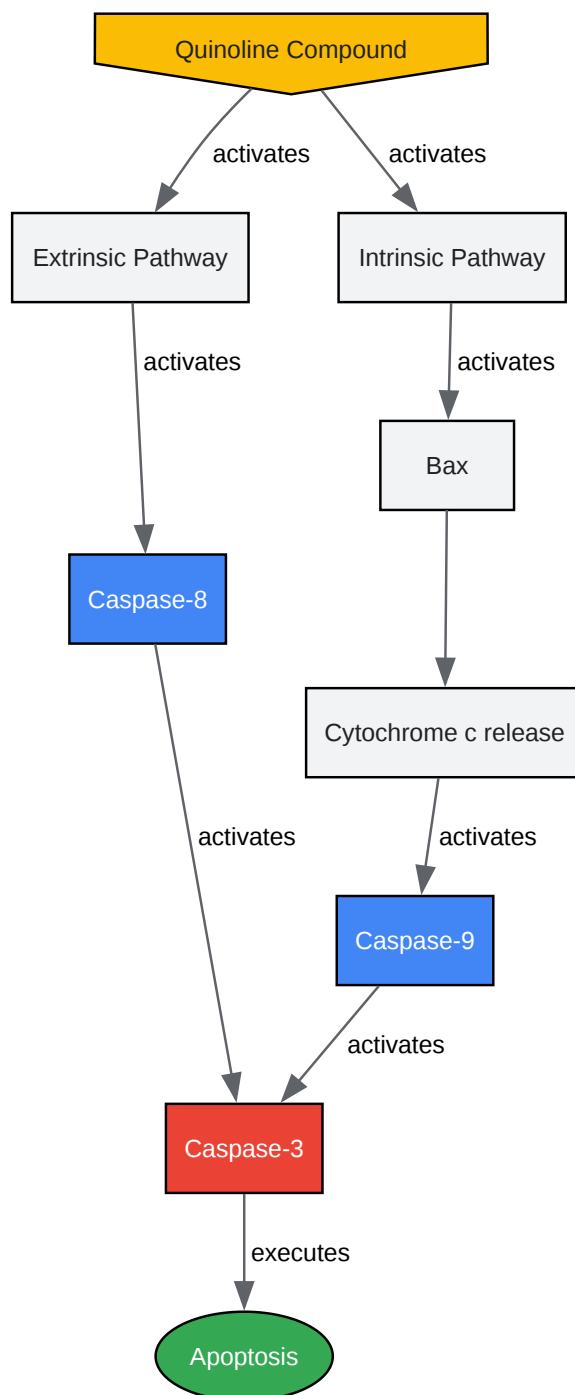 Quinoline Compound
activates
activates
Extrinsic Pathway
Intrinsic Pathway
activates
activates
Bax
Caspase-8
Cytochrome c release
activates
activates
Caspase-9
activates
Caspase-3
executes
Apoptosis